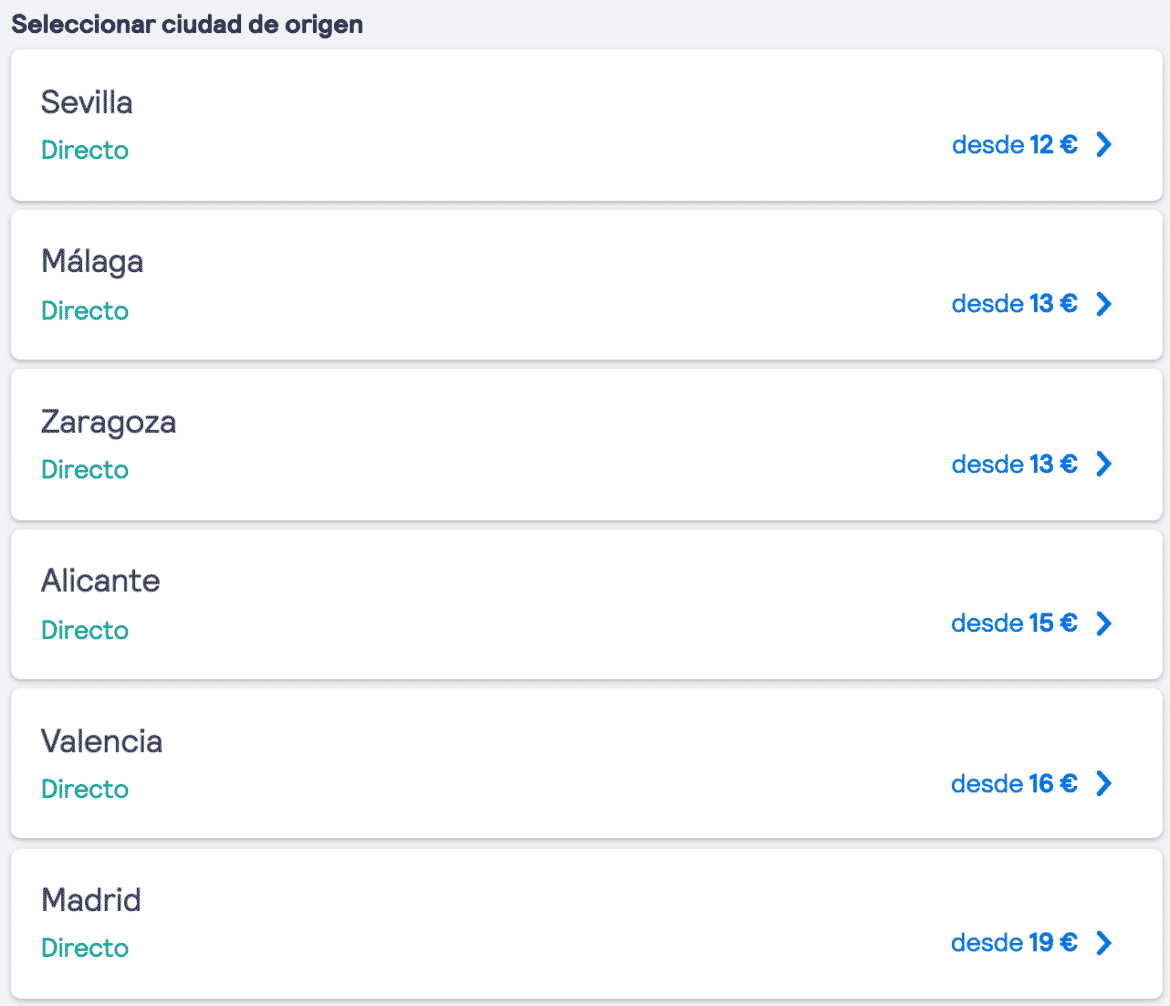 Seleccionar ciudad de origen
Sevilla
Directo
desde 12 €
Málaga
Directo
desde 13 €
Zaragoza
Directo
desde 13 €
Alicante
Directo
desde 15 €
Valencia
Directo
desde 16 €
Madrid
Directo
desde 19 €